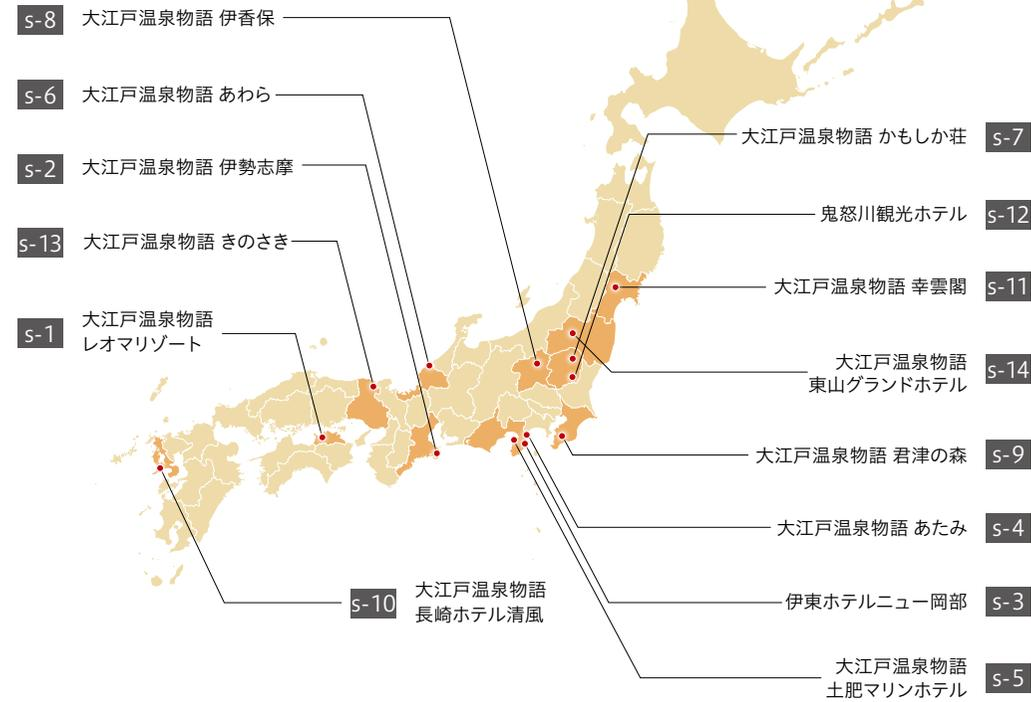 s-8 大江戸温泉物語 伊香保
s-6 大江戸温泉物語 あわら
s-2 大江戸温泉物語 伊勢志摩
s-13 大江戸温泉物語 きのさき
s-1 大江戸温泉物語
レオマリゾート
大江戸温泉物語 かもしか荘 s-7
鬼怒川観光ホテル s-12
大江戸温泉物語 幸雲閣 s-11
大江戸温泉物語
東山グランドホテル s-14
大江戸温泉物語 君津の森 s-9
大江戸温泉物語 あたみ s-4
伊東ホテルニュー岡部 s-3
大江戸温泉物語
土肥マリンホテル s-5
s-10 大江戸温泉物語
長崎ホテル清風